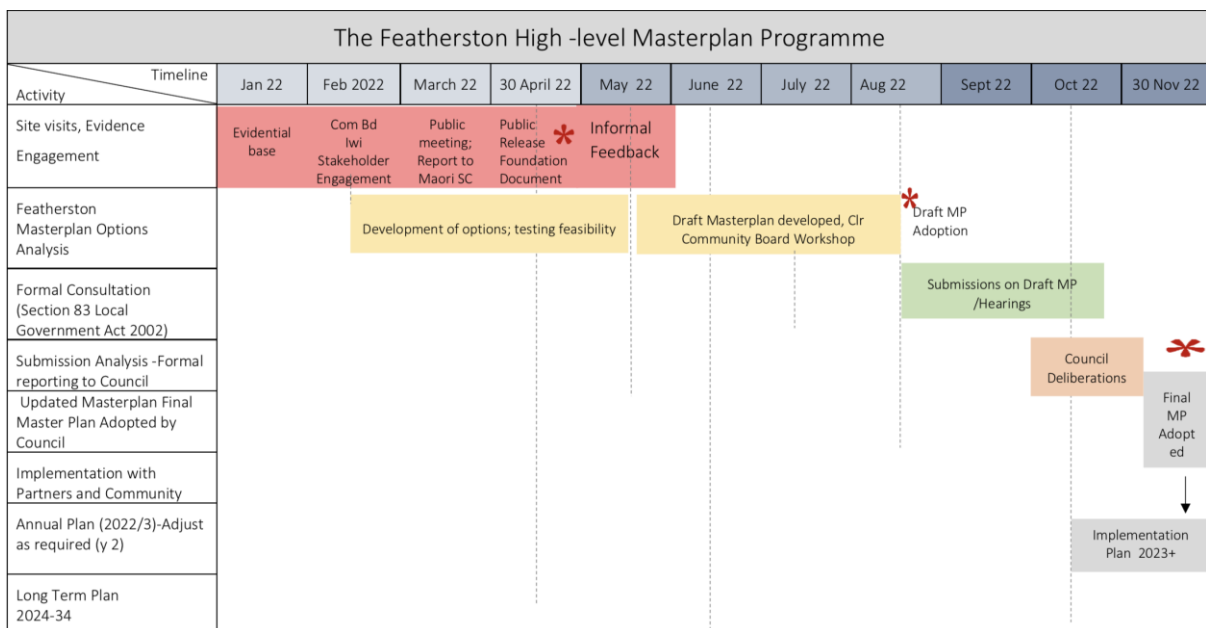 The Featherston High -level Masterplan Programme
Timeline
Activity
Jan 22
Feb 2022
March 22
30 April 22
May 22
June 22
July 22
Aug 22
Sept 22
Oct 22
30 Nov 22
Site visits, Evidence
Engagement
Evidential
base
Com Bd
Iwi
Stakeholder
Engagement
Public
meeting;
Report to
Maori SC
Public
Release
Foundation
Document
*
Informal
Feedback
Featherston
Masterplan Options
Analysis
Development of options; testing feasibility
Draft Masterplan developed, Clr
Community Board Workshop
*
Draft MP
Adoption
Formal Consultation
(Section 83 Local
Government Act 2002)
Submissions on Draft MP
/Hearings
Submission Analysis -Formal
reporting to Council
Council
Deliberations
*
Updated Masterplan Final
Master Plan Adopted by
Council
Final
MP
Adopt
ed
Implementation with
Partners and Community
Annual Plan (2022/3)-Adjust
as required (y 2)
Implementation
Plan 2023+
Long Term Plan
2024-34